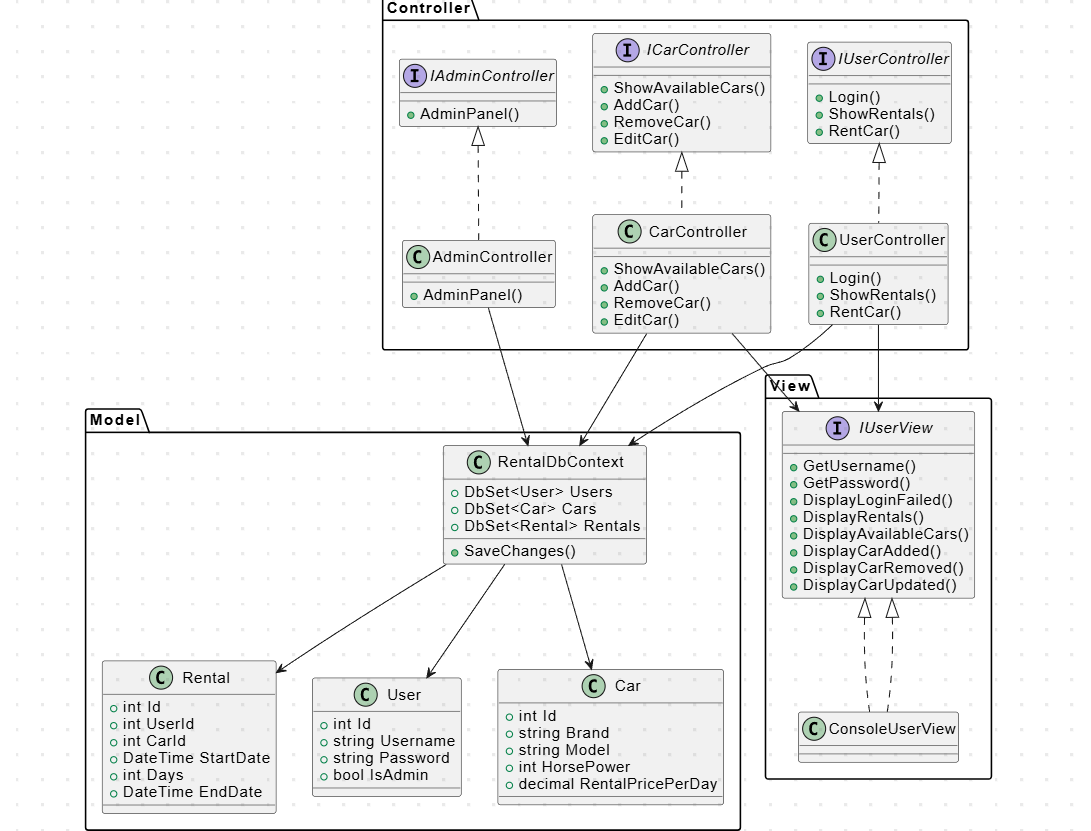 Controller
I IAdminController
AdminPanel()
I ICarController
ShowAvailableCars()
AddCar()
RemoveCar()
EditCar()
I IUserController
Login()
ShowRentals()
RentCar()
C AdminController
AdminPanel()
C CarController
ShowAvailableCars()
AddCar()
RemoveCar()
EditCar()
C UserController
Login()
ShowRentals()
RentCar()
Model
C RentalDbContext
DbSet<User> Users
DbSet<Car> Cars
DbSet<Rental> Rentals
SaveChanges()
C Rental
int Id
int UserId
int CarId
DateTime StartDate
int Days
DateTime EndDate
C User
int Id
string Username
string Password
bool IsAdmin
C Car
int Id
string Brand
string Model
int HorsePower
decimal RentalPricePerDay
View
I IUserView
GetUsername()
GetPassword()
DisplayLoginFailed()
DisplayRentals()
DisplayAvailableCars()
DisplayCarAdded()
DisplayCarRemoved()
DisplayCarUpdated()
C ConsoleUserView